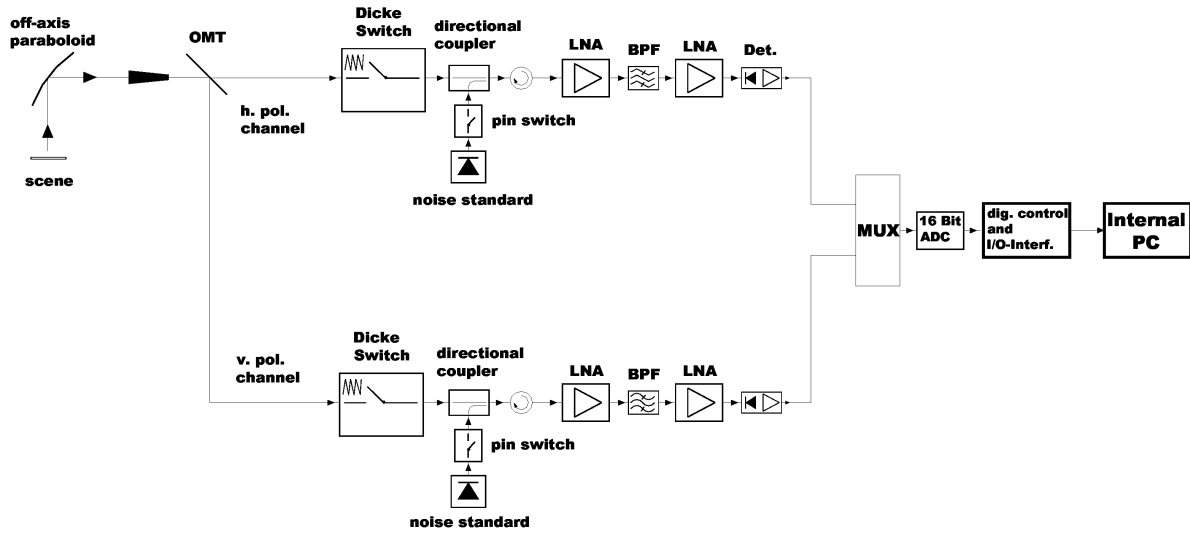 off-axis
paraboloid
scene
OMT
h. pol.
channel
Dicke
Switch
directional
coupler
pin switch
noise standard
LNA
BPF
LNA
Det.
v. pol.
channel
Dicke
Switch
directional
coupler
pin switch
noise standard
LNA
BPF
LNA
MUX
16 Bit
ADC
dig. control
and
I/O-Interf.
Internal
PC